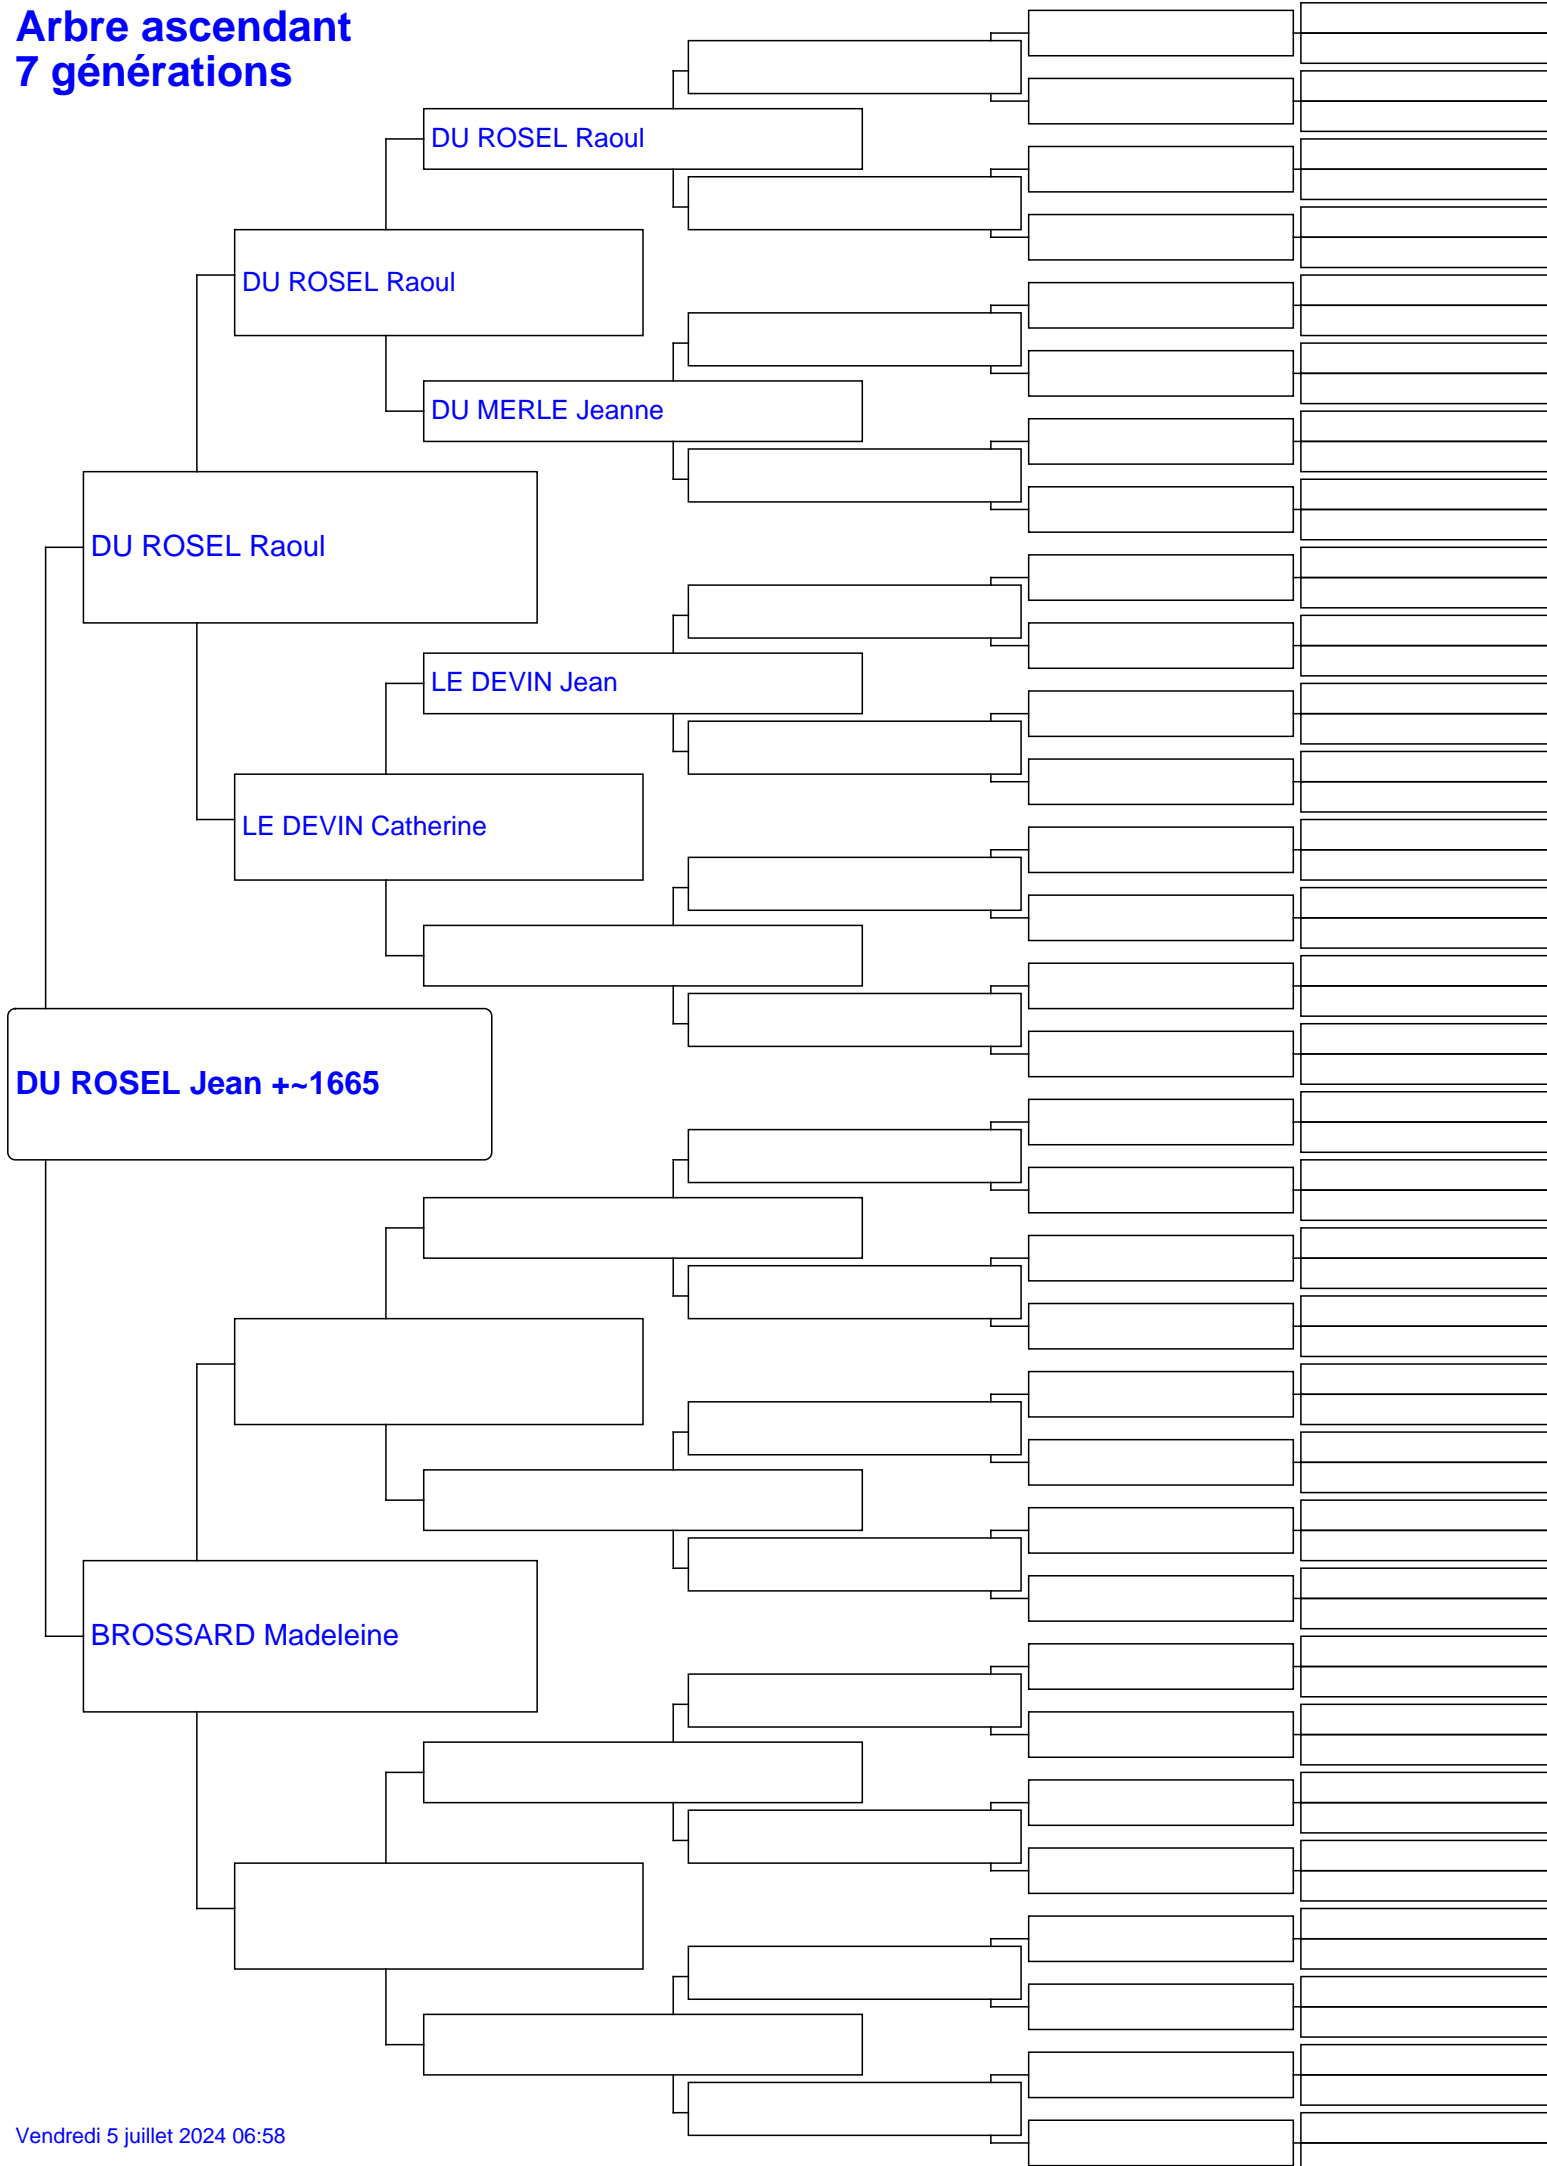 Arbre ascendant
7 générations
DU ROSEL Raoul
DU ROSEL Raoul
DU MERLE Jeanne
DU ROSEL Raoul
LE DEVIN Jean
LE DEVIN Catherine
DU ROSEL Jean +~1665
BROSSARD Madeleine
Vendredi 5 juillet 2024 06:58